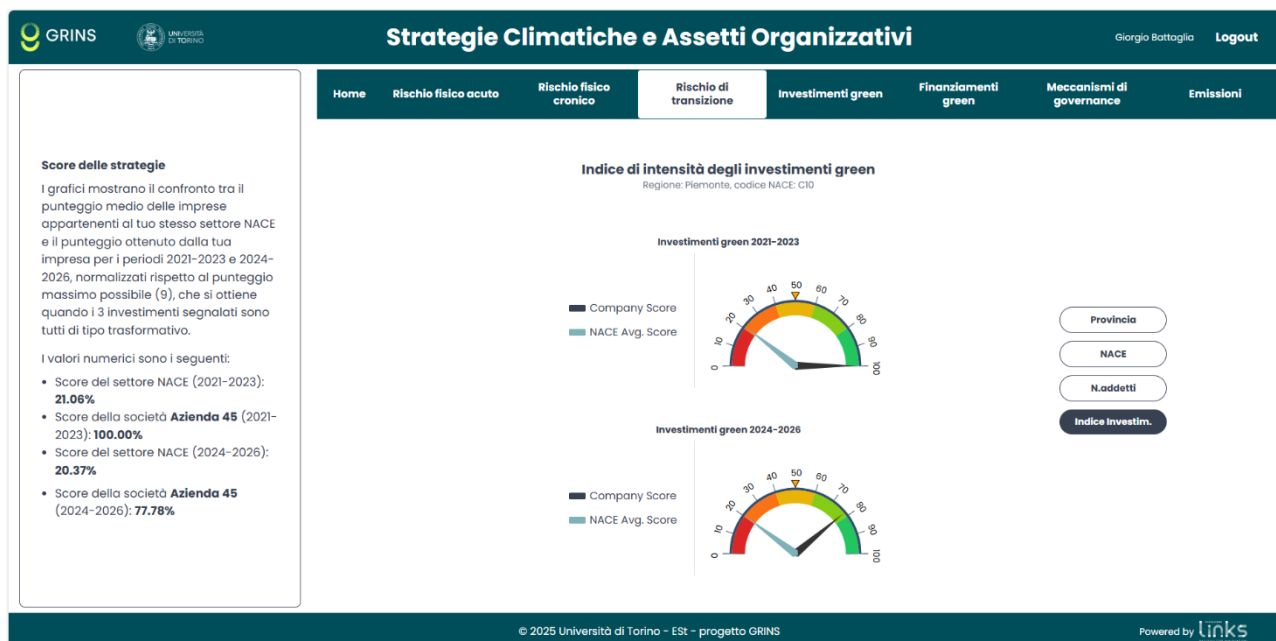 GRINS
UNIVERSITÀ
DI TORINO
Strategie Climatiche e Assetti Organizzativi
Giorgio Battaglia
Logout
Home
Rischio fisico acuto
Rischio fisico
cronico
Rischio di
transizione
Investimenti green
Finanziamenti
green
Meccanismi di
governance
Emissioni
Score delle strategie
I grafici mostrano il confronto tra il
punteggio medio delle imprese
appartenenti al tuo stesso settore NACE
e il punteggio ottenuto dalla tua
impresa per i periodi 2021-2023 e 2024-
2026, normalizzati rispetto al punteggio
massimo possibile (9), che si ottiene
quando i 3 investimenti segnalati sono
tutti di tipo trasformativo.
I valori numerici sono i seguenti:
• Score del settore NACE (2021-2023):
21.06%
• Score della società Azienda 45 (2021-
2023): 100.00%
• Score del settore NACE (2024-2026):
20.37%
• Score della società Azienda 45
(2024-2026): 77.78%
Indice di intensità degli investimenti green
Regione: Piemonte, codice NACE: C10
Investimenti green 2021-2023
Company Score
NACE Avg. Score
0 10 20 30 40 50 60 70 80 90 100
Investimenti green 2024-2026
Company Score
NACE Avg. Score
0 10 20 30 40 50 60 70 80 90 100
Provincia
NACE
N.addetti
Indice Investim.
© 2025 Università di Torino - ESt - progetto GRINS
Powered by links